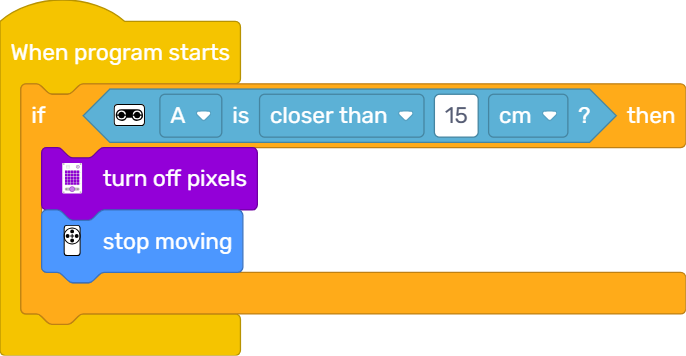 When program starts
if A is closer than 15 cm ? then
turn off pixels
stop moving